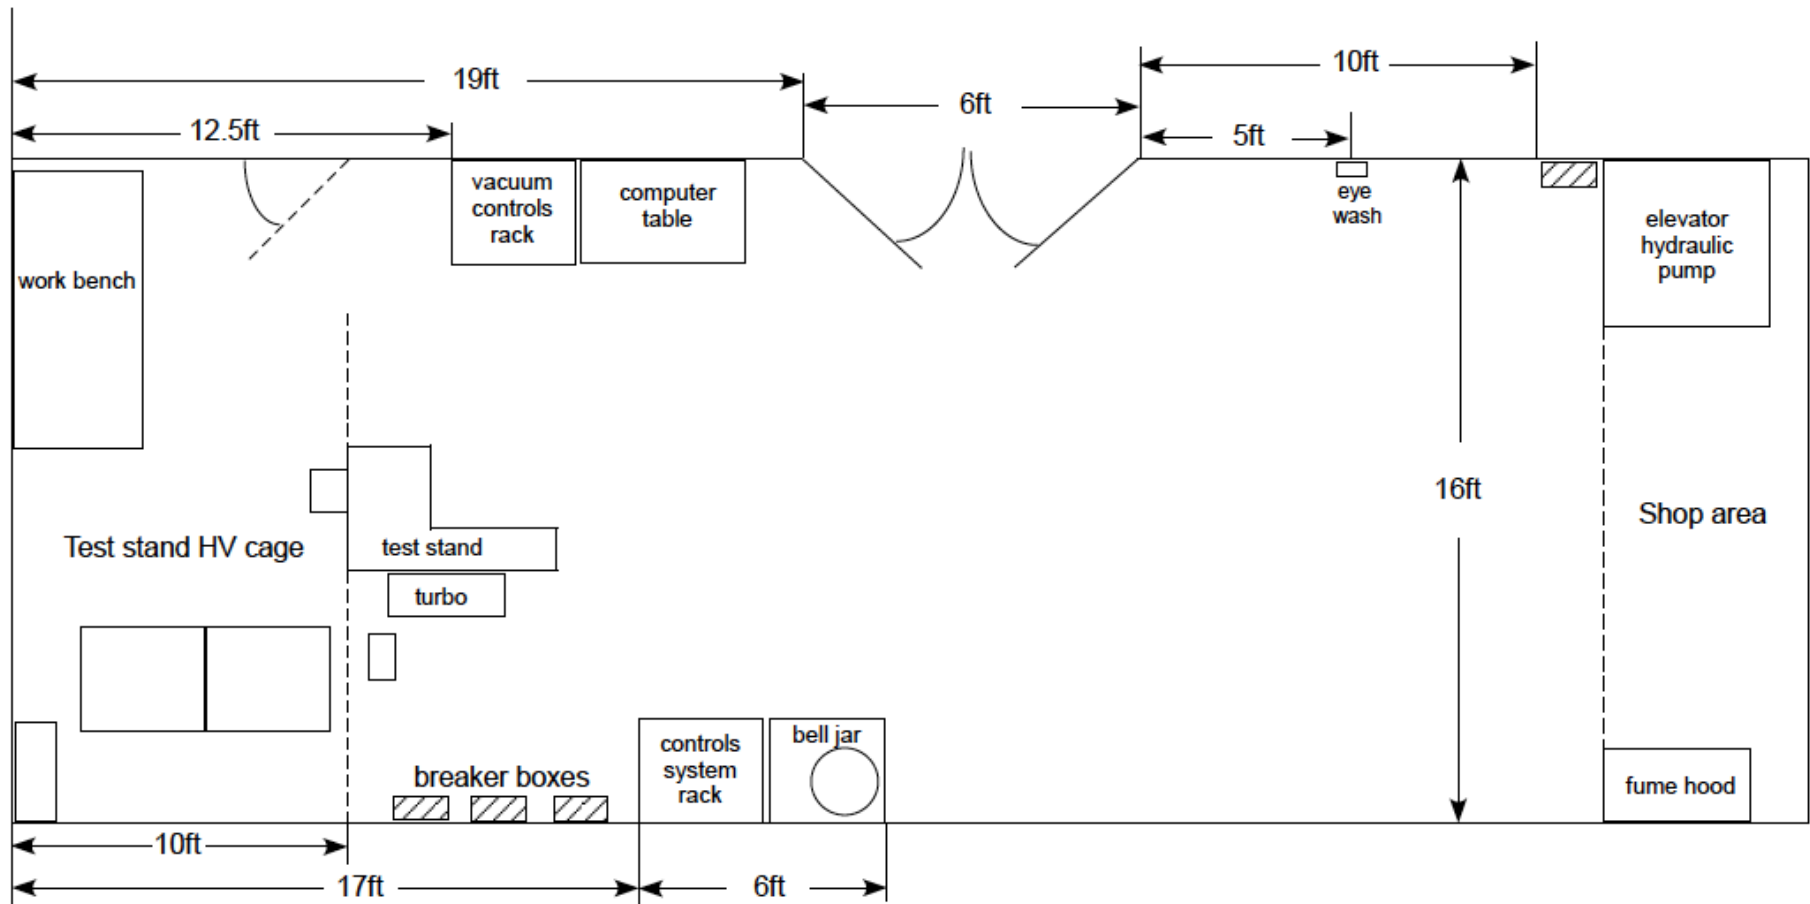 10ft
19ft
6ft
12.5ft
5ft
vacuum
controls
rack
computer
table
eye
wash
elevator
hydraulic
pump
work bench
16ft
Shop area
Test stand HV cage
test stand
turbo
controls
system
rack
bell jar
breaker boxes
fume hood
10ft
17ft
6ft